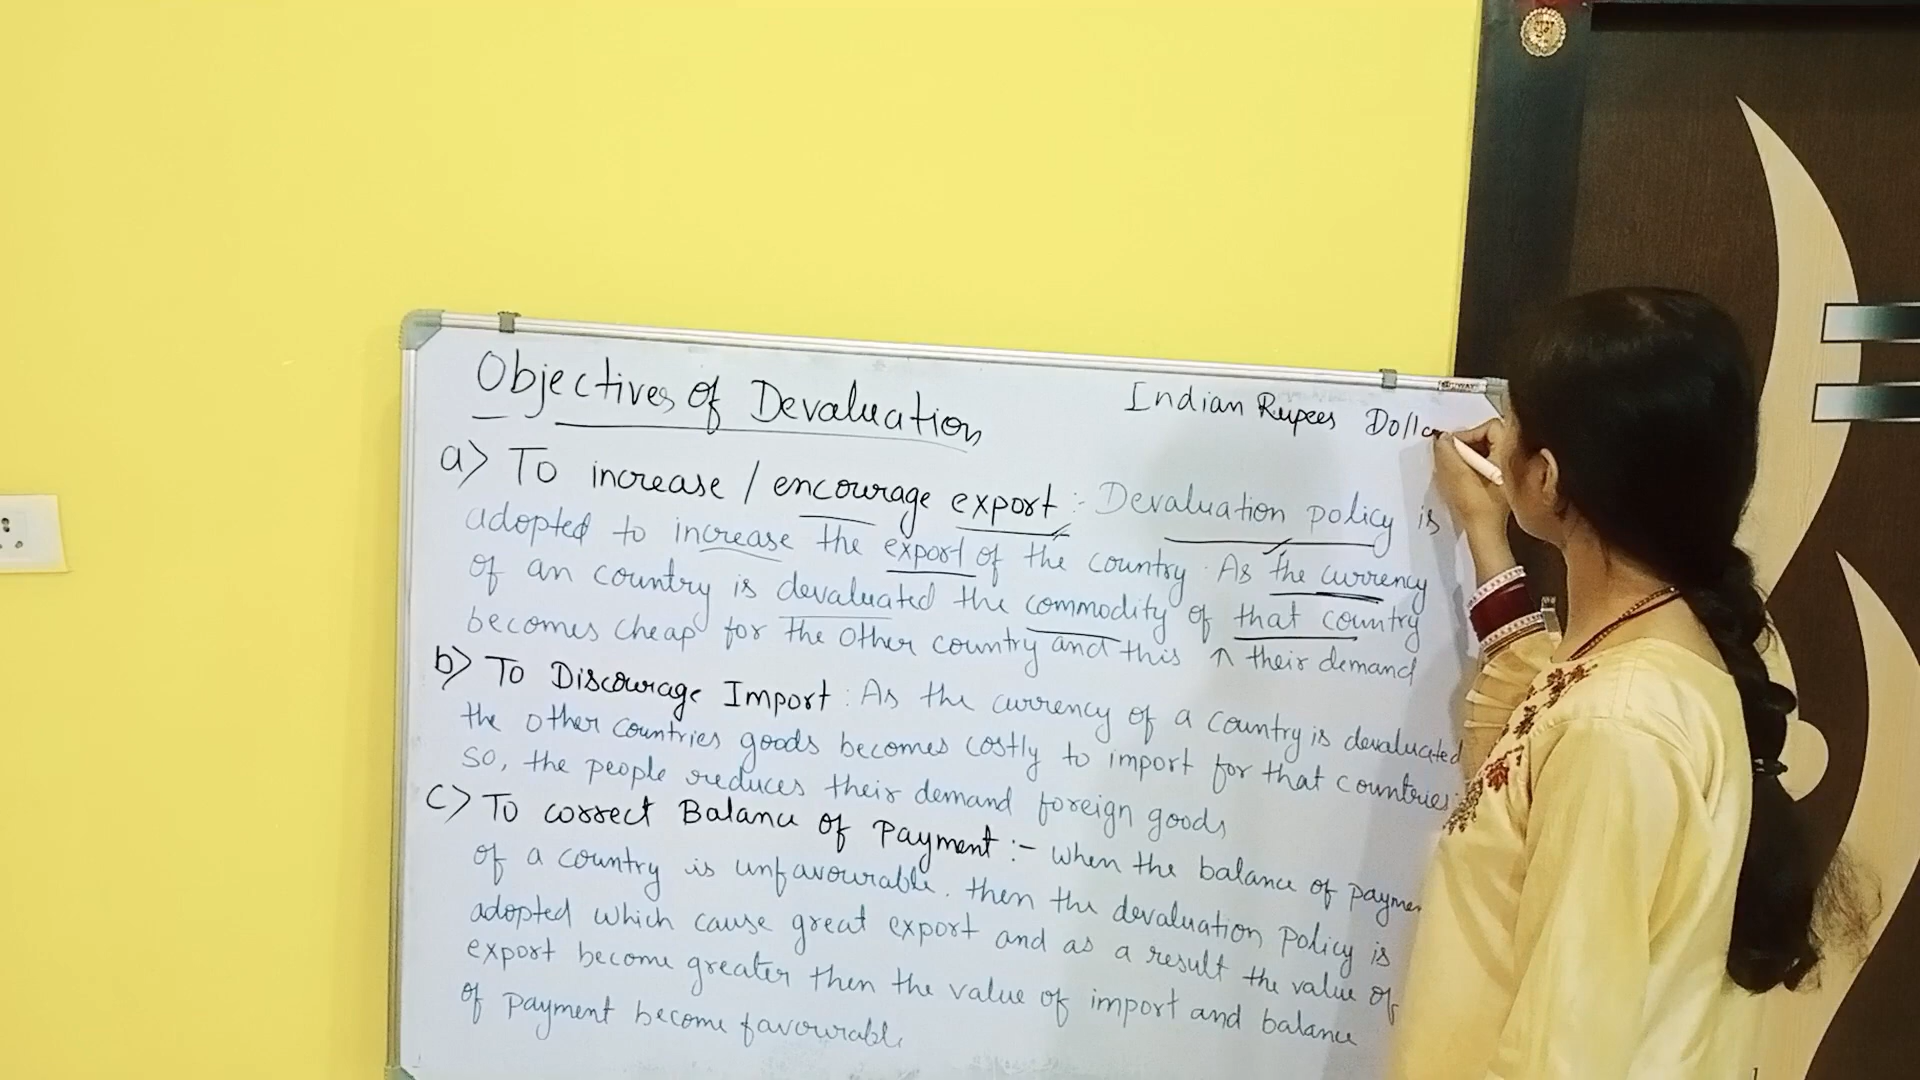 Objectives of Devaluation
Indian Rupees Dolla
a) To increase / encourage export :- Devaluation policy is
adopted to increase the export of the country. As the currency
of an country is devaluated the commodity of that country
becomes cheap for the other country and this ↑ their demand
b) To Discourage Import : As the currency of a country is devaluated
the other countries goods becomes costly to import for that countries.
so, the people reduces their demand foreign goods
c) To correct Balance of Payment :- When the balance of paymen
of a country is unfavourable. then the devaluation policy is
adopted which cause great export and as a result the value of
export become greater then the value of import and balance
of payment become favourable